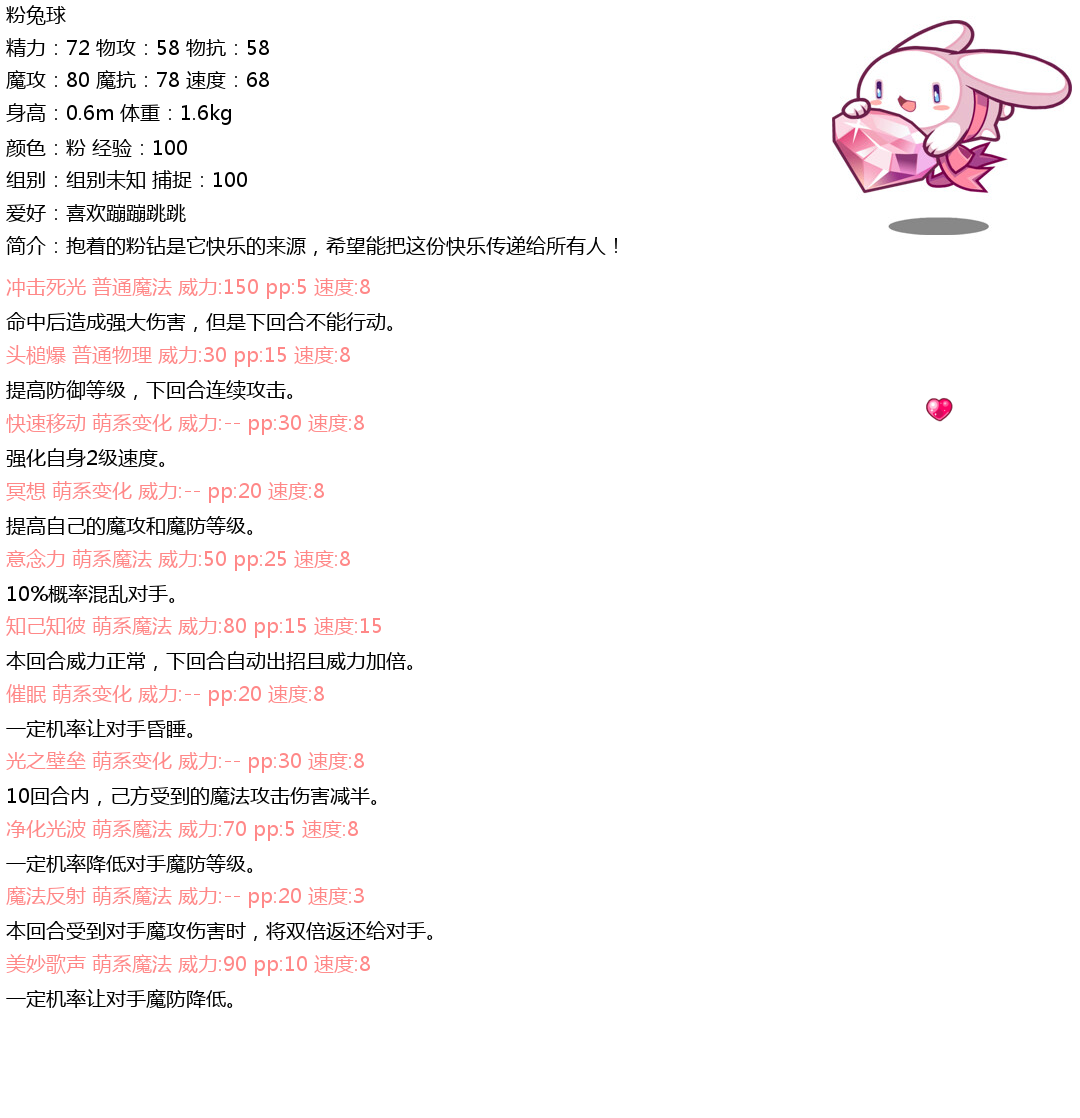 粉兔球
精力：72 物攻：58 物抗：58
魔攻：80 魔抗：78 速度：68
身高：0.6m 体重：1.6kg
颜色：粉 经验：100
组别：组别未知 捕捉：100
爱好：喜欢蹦蹦跳跳
简介：抱着的粉钻是它快乐的来源，希望能把这份快乐传递给所有人！
冲击死光 普通魔法 威力:150 pp:5 速度:8
命中后造成强大伤害，但是下回合不能行动。
头槌爆 普通物理 威力:30 pp:15 速度:8
提高防御等级，下回合连续攻击。
快速移动 萌系变化 威力:-- pp:30 速度:8
强化自身2级速度。
冥想 萌系变化 威力:-- pp:20 速度:8
提高自己的魔攻和魔防等级。
意念力 萌系魔法 威力:50 pp:25 速度:8
10%概率混乱对手。
知己知彼 萌系魔法 威力:80 pp:15 速度:15
本回合威力正常，下回合自动出招且威力加倍。
催眠 萌系变化 威力:-- pp:20 速度:8
一定机率让对手昏睡。
光之壁垒 萌系变化 威力:-- pp:30 速度:8
10回合内，己方受到的魔法攻击伤害减半。
净化光波 萌系魔法 威力:70 pp:5 速度:8
一定机率降低对手魔防等级。
魔法反射 萌系魔法 威力:-- pp:20 速度:3
本回合受到对手魔攻伤害时，将双倍返还给对手。
美妙歌声 萌系魔法 威力:90 pp:10 速度:8
一定机率让对手魔防降低。